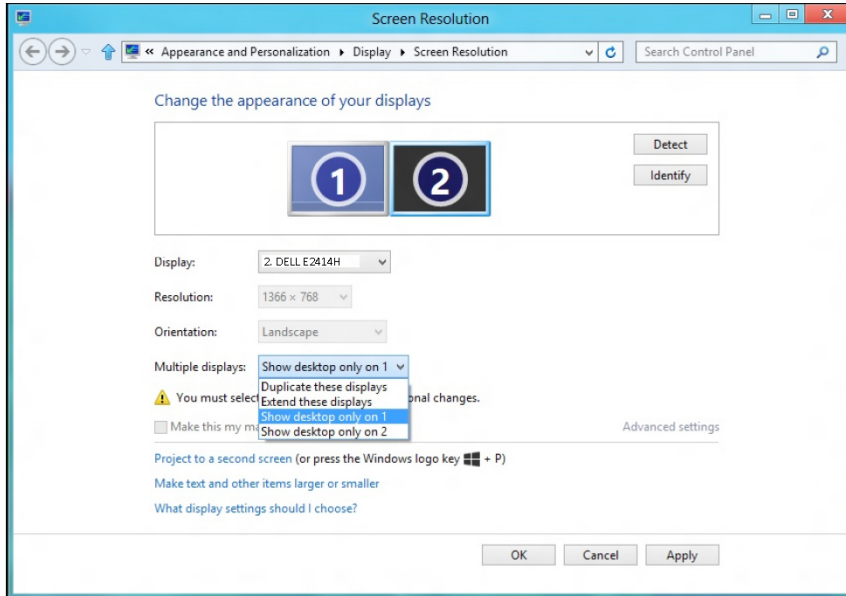 Screen Resolution
« Appearance and Personalization ▸ Display ▸ Screen Resolution
Search Control Panel
Change the appearance of your displays
1 2
Detect
Identify
Display: 2. DELL E2414H
Resolution: 1366 × 768
Orientation: Landscape
Multiple displays: Show desktop only on 1
Duplicate these displays
You must select onal changes.
Extend these displays
Show desktop only on 1
Make this my ma Advanced settings
Show desktop only on 2
Project to a second screen (or press the Windows logo key + P)
Make text and other items larger or smaller
What display settings should I choose?
OK Cancel Apply